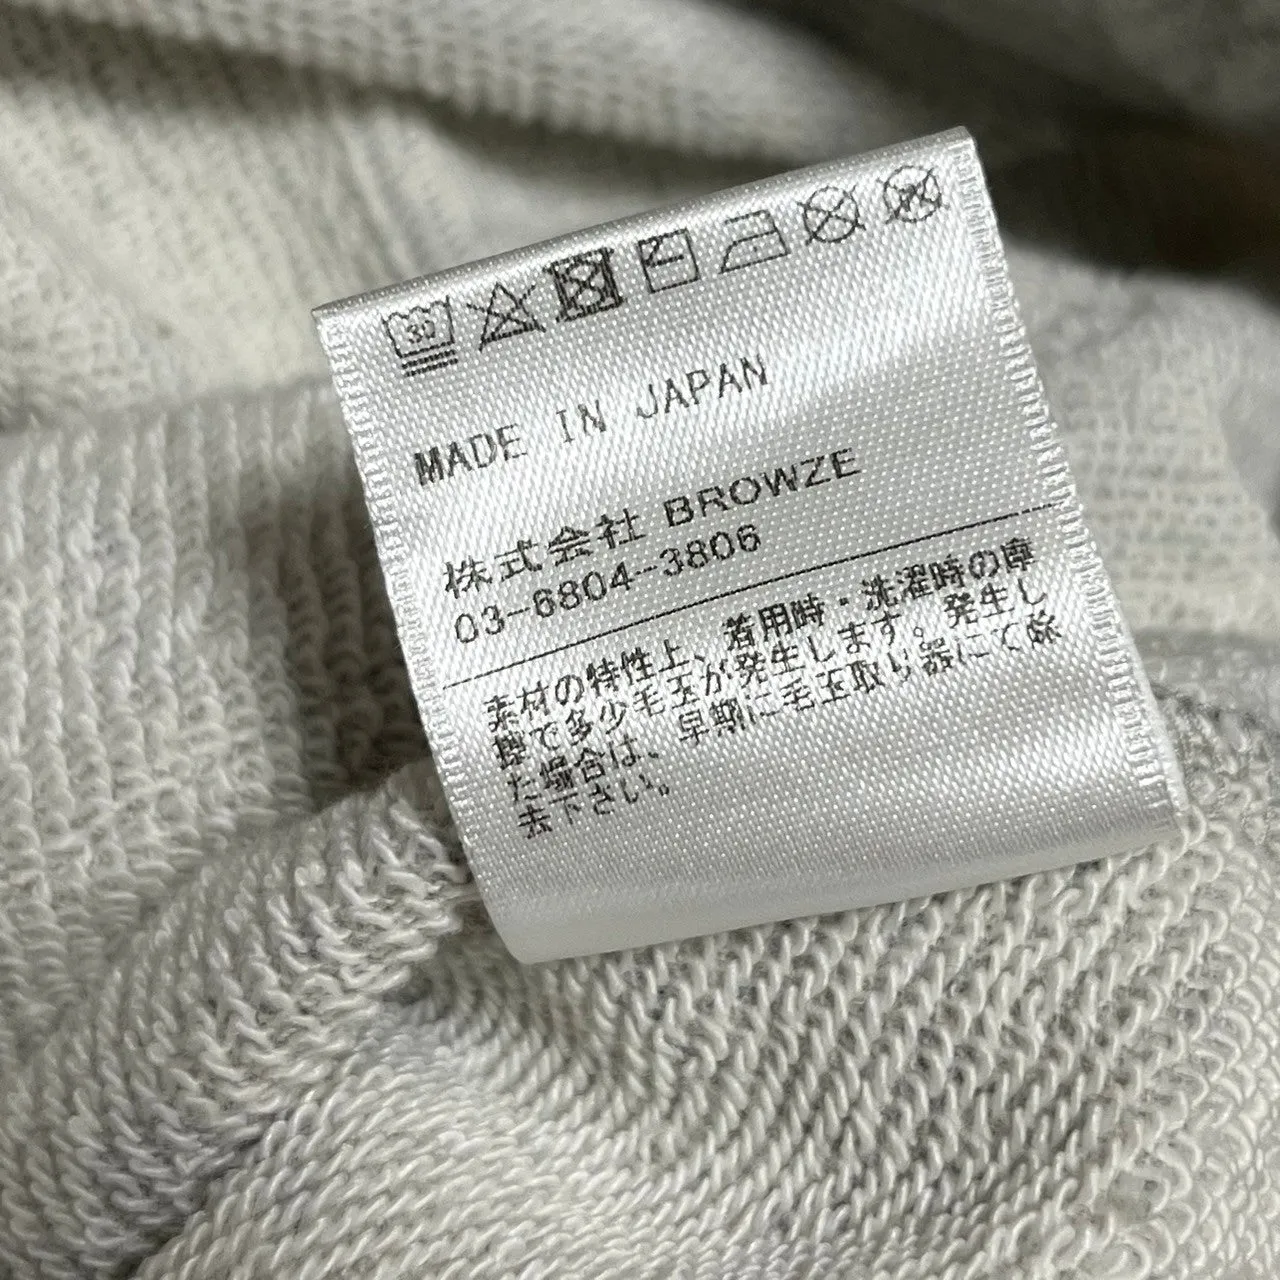 30
MADE IN JAPAN
株式会社 BROWZE
03-6804-3806
素材の特性上、着用時・洗濯時の摩
擦で多少毛玉が発生します。発生し
た場合は、早期に毛玉取り器にて除
去下さい。